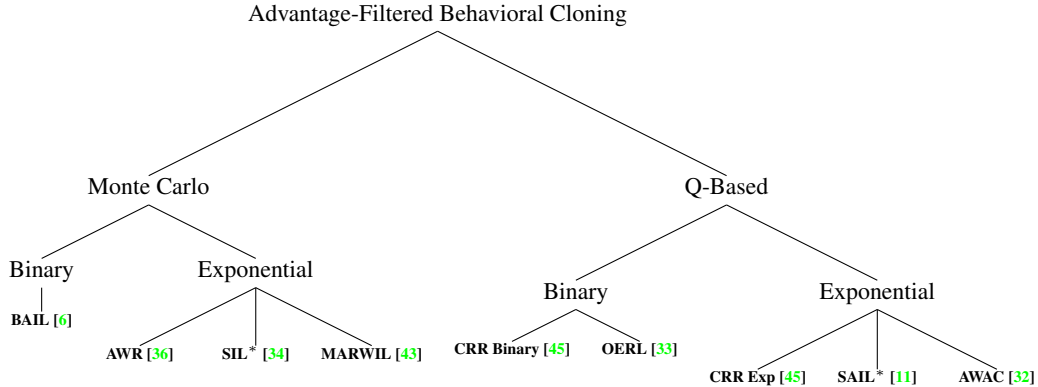 Advantage-Filtered Behavioral Cloning
Monte Carlo
Q-Based
Binary
Exponential
Binary
Exponential
BAIL [6]
AWR [36]
SIL* [34]
MARWIL [43]
CRR Binary [45]
OERL [33]
CRR Exp [45]
SAIL* [11]
AWAC [32]